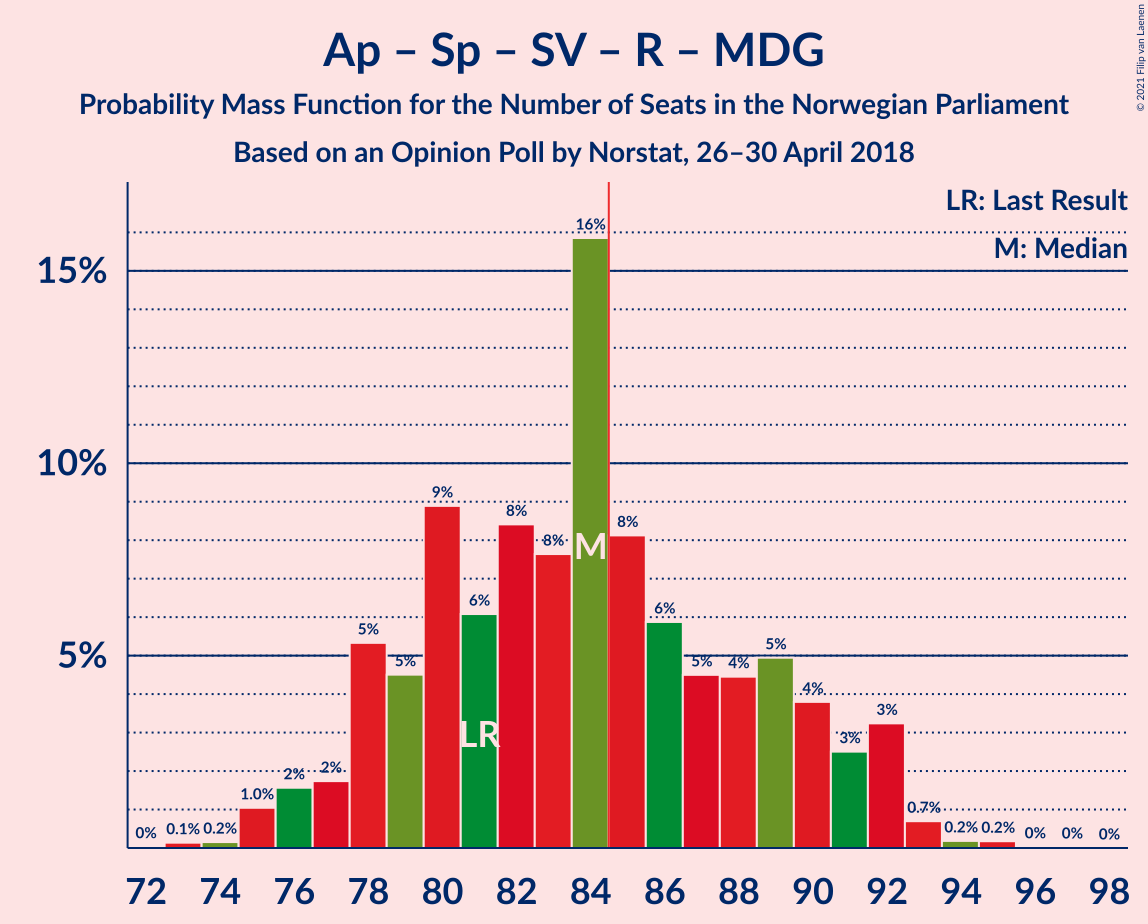 Ap – Sp – SV – R – MDG
Probability Mass Function for the Number of Seats in the Norwegian Parliament
Based on an Opinion Poll by Norstat, 26–30 April 2018
© 2021 Filip van Laenen
LR: Last Result
M: Median
15%
10%
5%
0% 0.1% 0.2% 1.0% 2% 2% 5% 5% 9% 6% 8% 8% 16% 8% 6% 5% 4% 5% 4% 3% 3% 0.7% 0.2% 0.2% 0% 0% 0%
M
LR
72 74 76 78 80 82 84 86 88 90 92 94 96 98